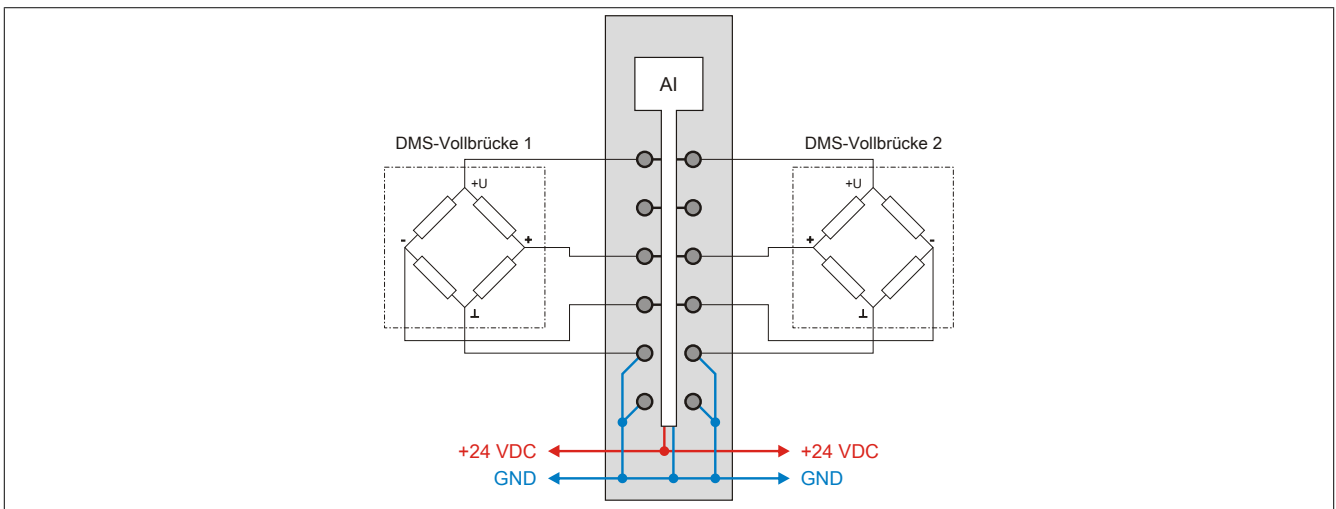 AI
DMS-Vollbrücke 1
DMS-Vollbrücke 2
+U
+U
-
+
+
-
⊥
⊥
+24 VDC
+24 VDC
GND
GND